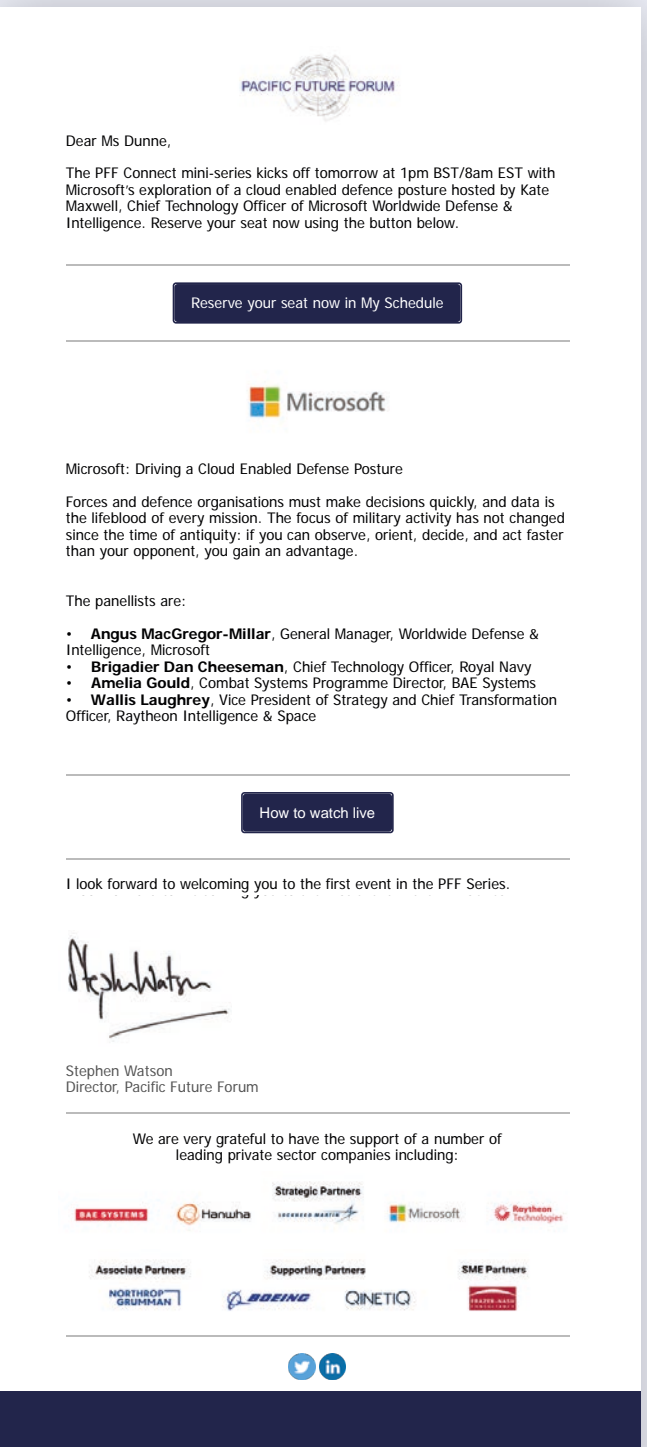 PACIFIC FUTURE FORUM
Dear Ms Dunne,
The PFF Connect mini-series kicks off tomorrow at 1pm BST/8am EST with
Microsoft's exploration of a cloud enabled defence posture hosted by Kate
Maxwell, Chief Technology Officer of Microsoft Worldwide Defense &
Intelligence. Reserve your seat now using the button below.
Reserve your seat now in My Schedule
Microsoft
Microsoft: Driving a Cloud Enabled Defense Posture
Forces and defence organisations must make decisions quickly, and data is
the lifeblood of every mission. The focus of military activity has not changed
since the time of antiquity: if you can observe, orient, decide, and act faster
than your opponent, you gain an advantage.
The panellists are:
• Angus MacGregor-Millar, General Manager, Worldwide Defense &
Intelligence, Microsoft
• Brigadier Dan Cheeseman, Chief Technology Officer, Royal Navy
• Amelia Gould, Combat Systems Programme Director, BAE Systems
• Wallis Laughrey, Vice President of Strategy and Chief Transformation
Officer, Raytheon Intelligence & Space
How to watch live
I look forward to welcoming you to the first event in the PFF Series.
Stephen Watson
Stephen Watson
Director, Pacific Future Forum
We are very grateful to have the support of a number of
leading private sector companies including:
Strategic Partners
BAE SYSTEMS
Hanwha
LOCKHEED MARTIN
Microsoft
Raytheon
Technologies
Associate Partners
Supporting Partners
SME Partners
NORTHROP
GRUMMAN
BOEING
QINETIQ
FRAZER-NASH
CONSULTANCY
in